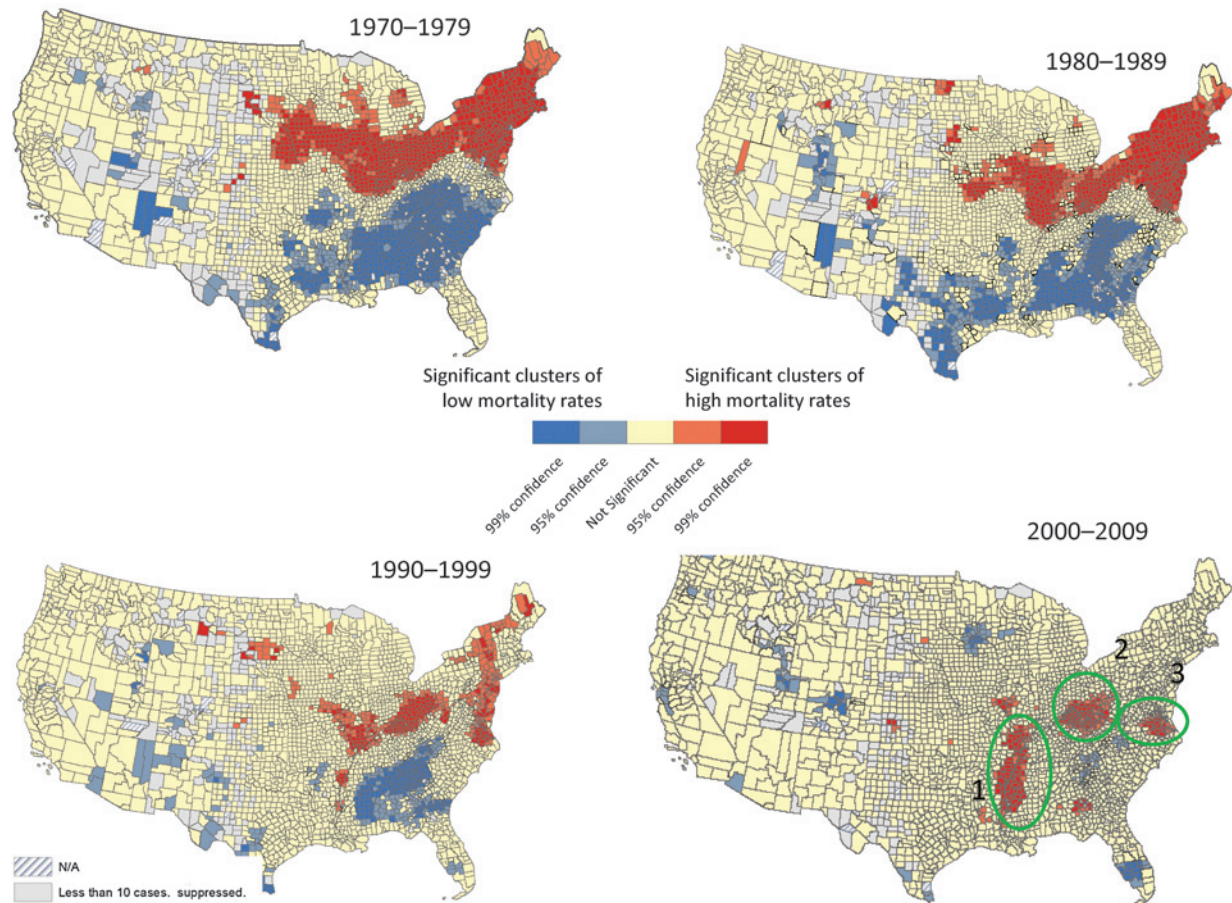 1970–1979
1980–1989
Significant clusters of
low mortality rates
Significant clusters of
high mortality rates
99% confidence
95% confidence
Not Significant
95% confidence
99% confidence
1990–1999
2000–2009
2
3
1
N/A
Less than 10 cases. suppressed.